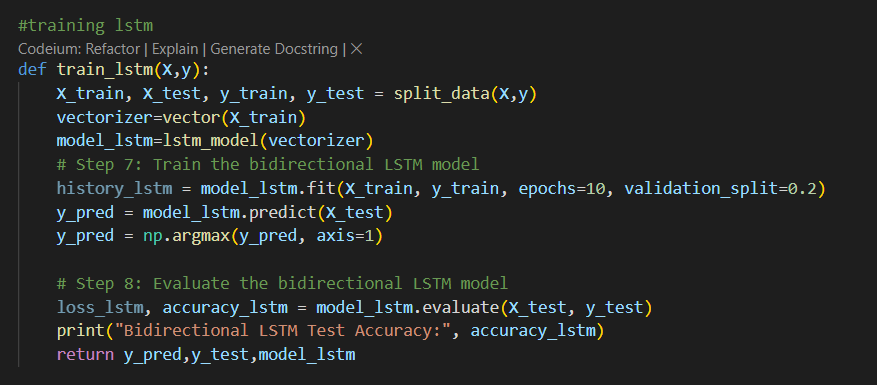 #training lstm
Codeium: Refactor | Explain | Generate Docstring | ×
def train_lstm(X,y):
    X_train, X_test, y_train, y_test = split_data(X,y)
    vectorizer=vector(X_train)
    model_lstm=lstm_model(vectorizer)
    # Step 7: Train the bidirectional LSTM model
    history_lstm = model_lstm.fit(X_train, y_train, epochs=10, validation_split=0.2)
    y_pred = model_lstm.predict(X_test)
    y_pred = np.argmax(y_pred, axis=1)

    # Step 8: Evaluate the bidirectional LSTM model
    loss_lstm, accuracy_lstm = model_lstm.evaluate(X_test, y_test)
    print("Bidirectional LSTM Test Accuracy:", accuracy_lstm)
    return y_pred,y_test,model_lstm